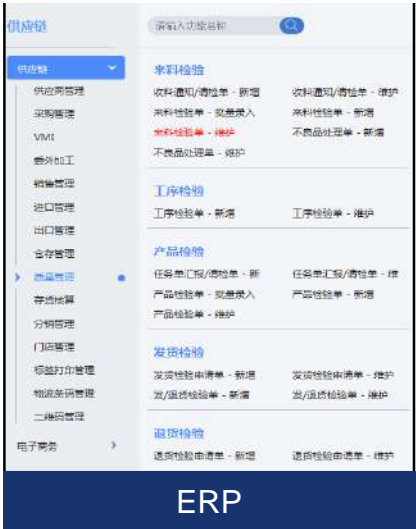 供应链
请输入功能名称
供应链
供应商管理
采购管理
VMI
委外加工
销售管理
进口管理
出口管理
仓存管理
质量管理
存货核算
分销管理
门店管理
标签打印管理
物流条码管理
二维码管理
电子商务
来料检验
收料通知/请检单 - 新增
收料通知/请检单 - 维护
来料检验单 - 批量录入
来料检验单 - 新增
来料检验单 - 维护
不良品处理单 - 新增
不良品处理单 - 维护
工序检验
工序检验单 - 新增
工序检验单 - 维护
产品检验
任务单汇报/请检单 - 新
任务单汇报/请检单 - 维
产品检验单 - 批量录入
产品检验单 - 新增
产品检验单 - 维护
发货检验
发货检验申请单 - 新增
发货检验申请单 - 维护
发/退货检验单 - 新增
发/退货检验单 - 维护
退货检验
退货检验申请单 - 新增
退货检验申请单 - 维护
ERP